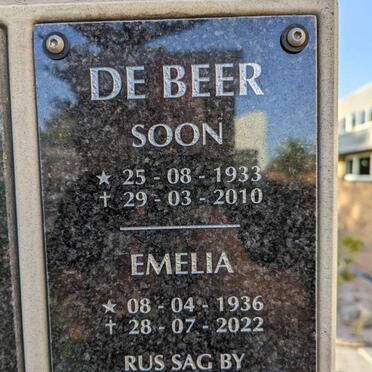 DE BEER
SOON
★ 25 - 08 - 1933
✝ 29 - 03 - 2010
EMELIA
★ 08 - 04 - 1936
✝ 28 - 07 - 2022
RUS SAG BY